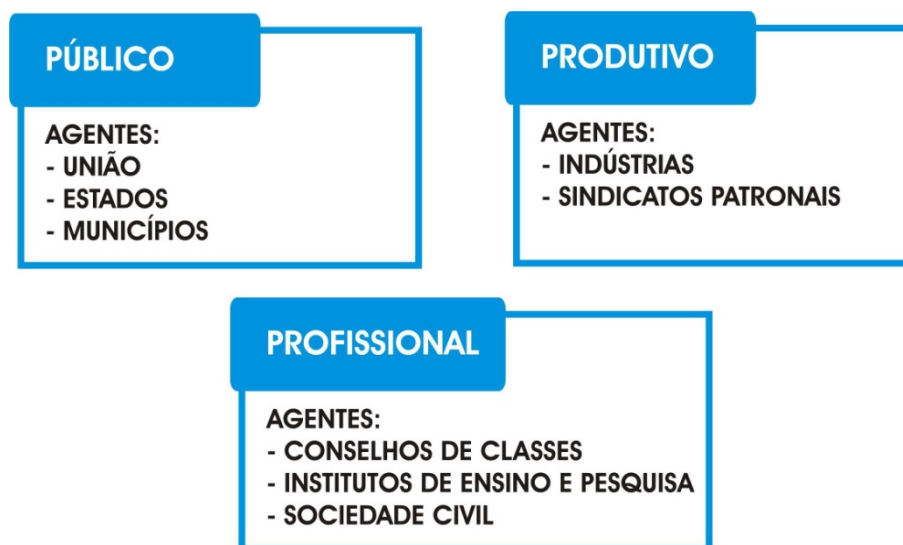 PÚBLICO
AGENTES:
- UNIÃO
- ESTADOS
- MUNICÍPIOS
PRODUTIVO
AGENTES:
- INDÚSTRIAS
- SINDICATOS PATRONAIS
PROFISSIONAL
AGENTES:
- CONSELHOS DE CLASSES
- INSTITUTOS DE ENSINO E PESQUISA
- SOCIEDADE CIVIL